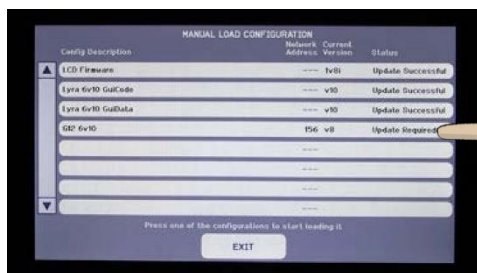 MANUAL LOAD CONFIGURATION
Config Description Network Address Current Version Status
LCD Firmware --- 1v8i Update Successful
Lyra 6v10 GuiCode --- v10 Update Successful
Lyra 6v10 GuiData --- v10 Update Successful
GI2 6v10 156 v8 Update Required
---
---
---
---
Press one of the configurations to start loading it
EXIT